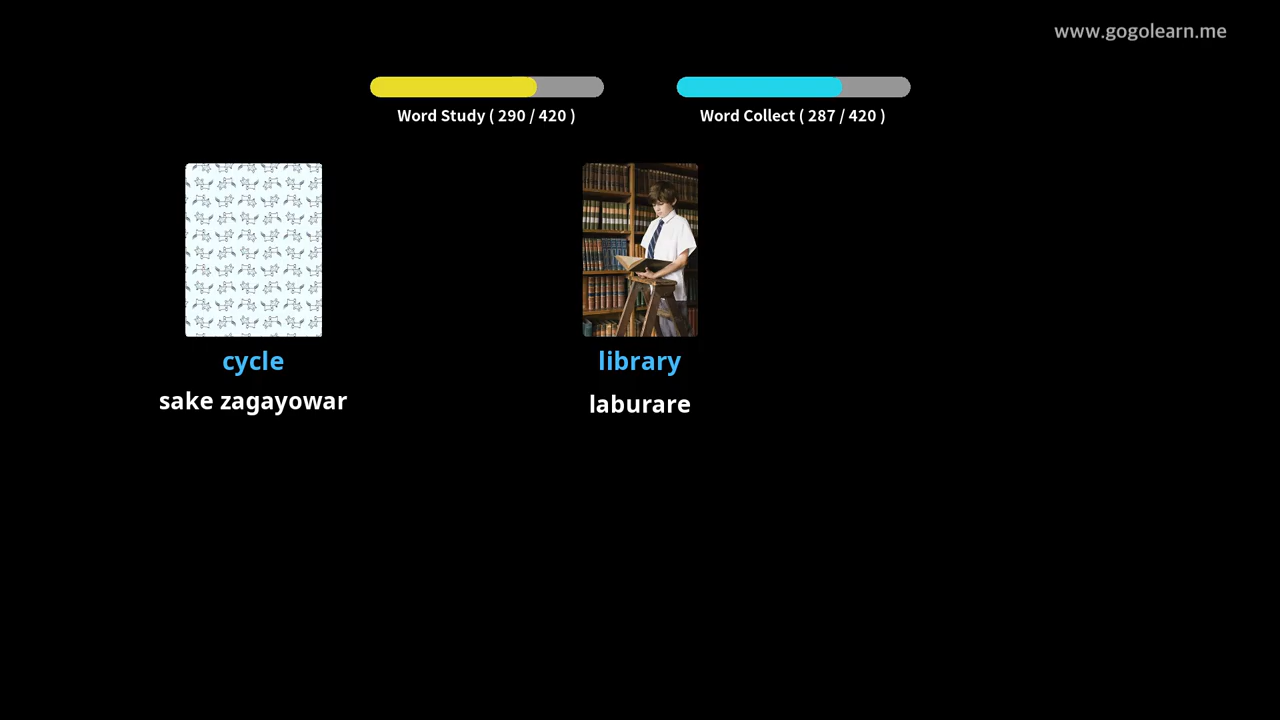 www.gogolearn.me
Word Study ( 290 / 420 )
Word Collect ( 287 / 420 )
cycle
sake zagayowar
library
laburare